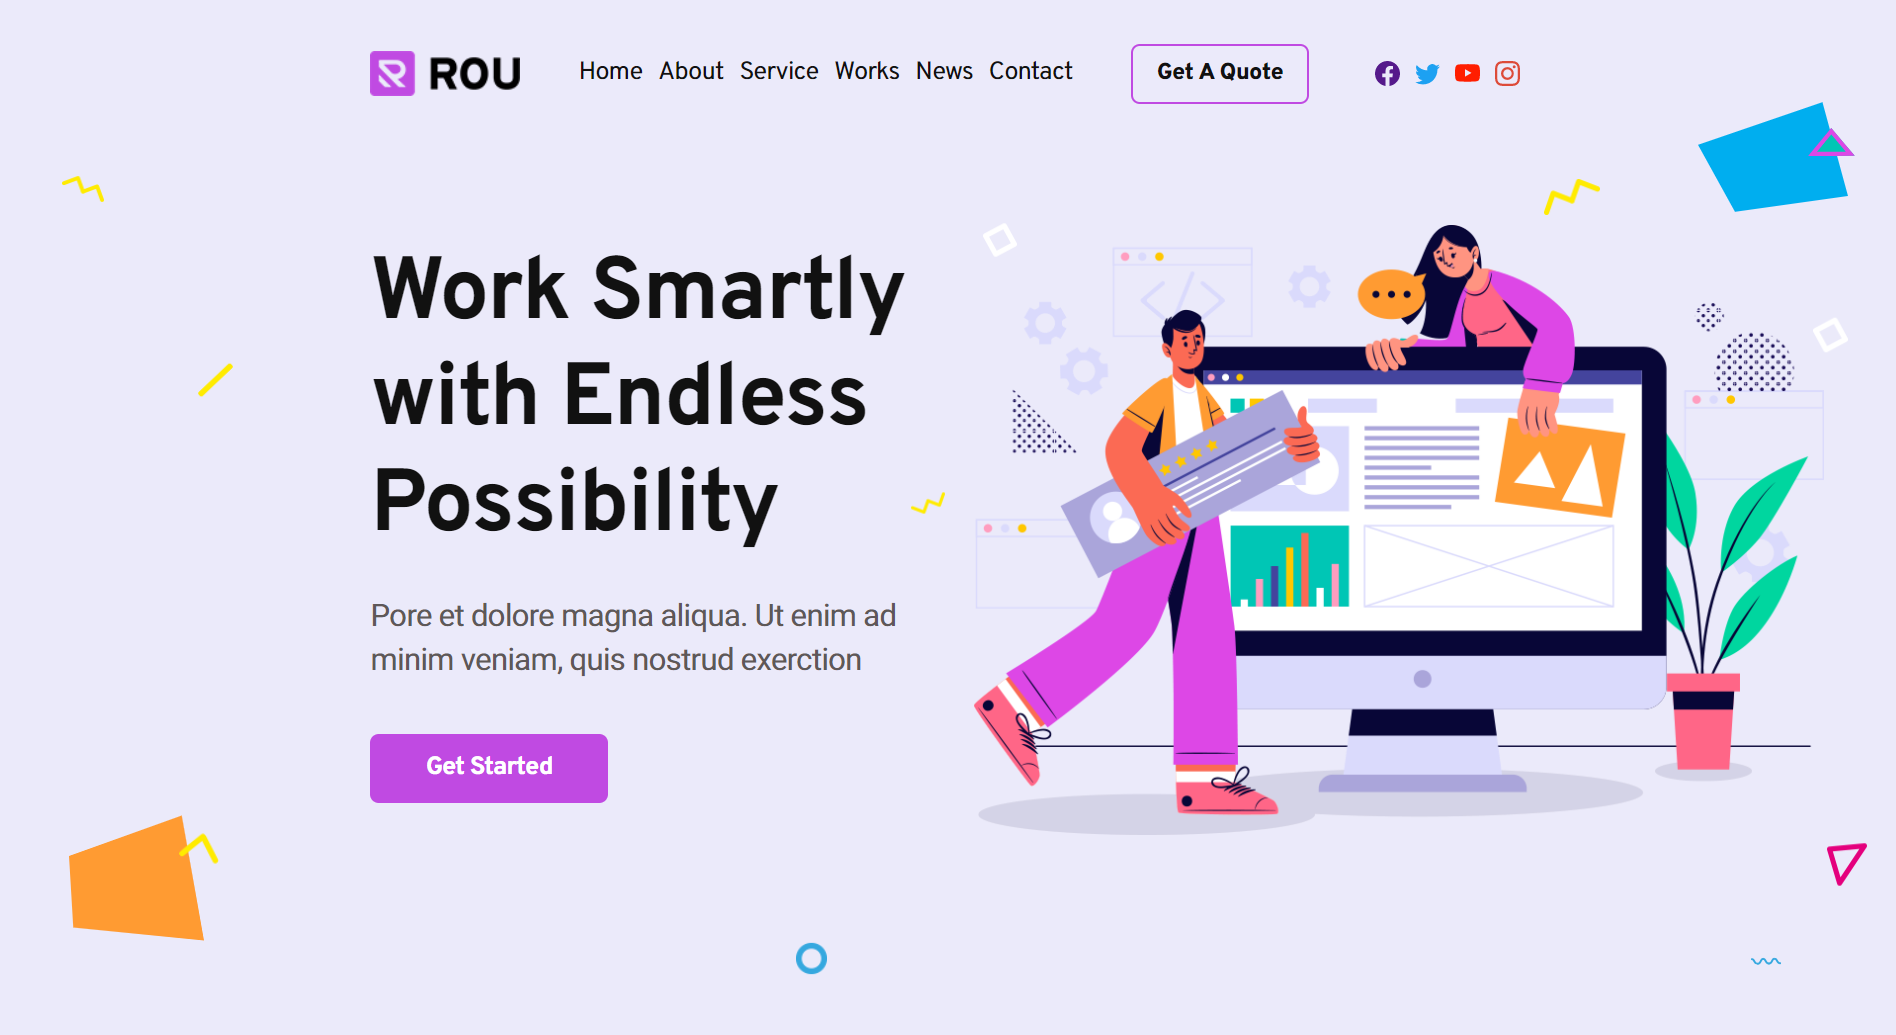 ROU
Home About Service Works News Contact
Get A Quote
Work Smartly
with Endless
Possibility
Pore et dolore magna aliqua. Ut enim ad
minim veniam, quis nostrud exerction
Get Started